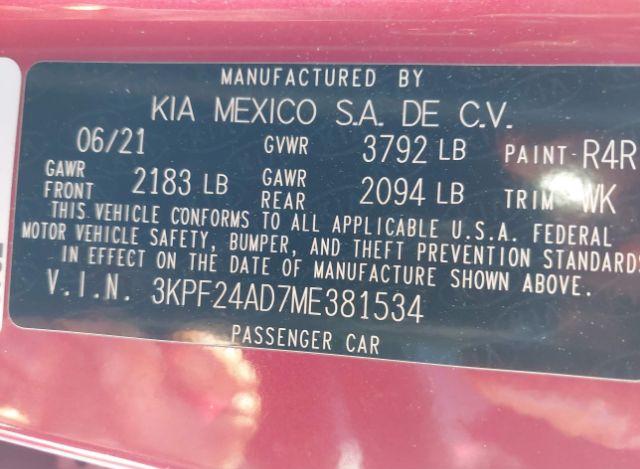 MANUFACTURED BY
KIA MEXICO S.A. DE C.V.
06/21 GVWR 3792 LB PAINT-R4R
GAWR FRONT 2183 LB GAWR REAR 2094 LB TRIM WK
THIS VEHICLE CONFORMS TO ALL APPLICABLE U.S.A. FEDERAL
MOTOR VEHICLE SAFETY, BUMPER, AND THEFT PREVENTION STANDARDS
IN EFFECT ON THE DATE OF MANUFACTURE SHOWN ABOVE.
V.I.N. 3KPF24AD7ME381534
PASSENGER CAR